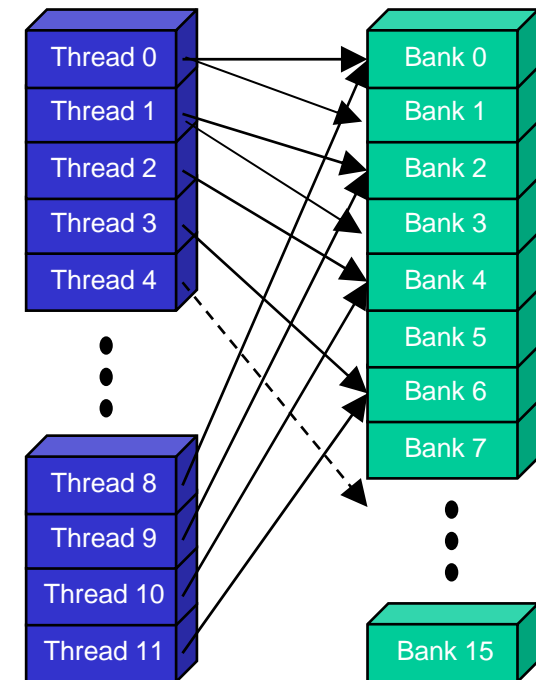 Thread 0
Thread 1
Thread 2
Thread 3
Thread 4
Thread 8
Thread 9
Thread 10
Thread 11
Bank 0
Bank 1
Bank 2
Bank 3
Bank 4
Bank 5
Bank 6
Bank 7
Bank 15